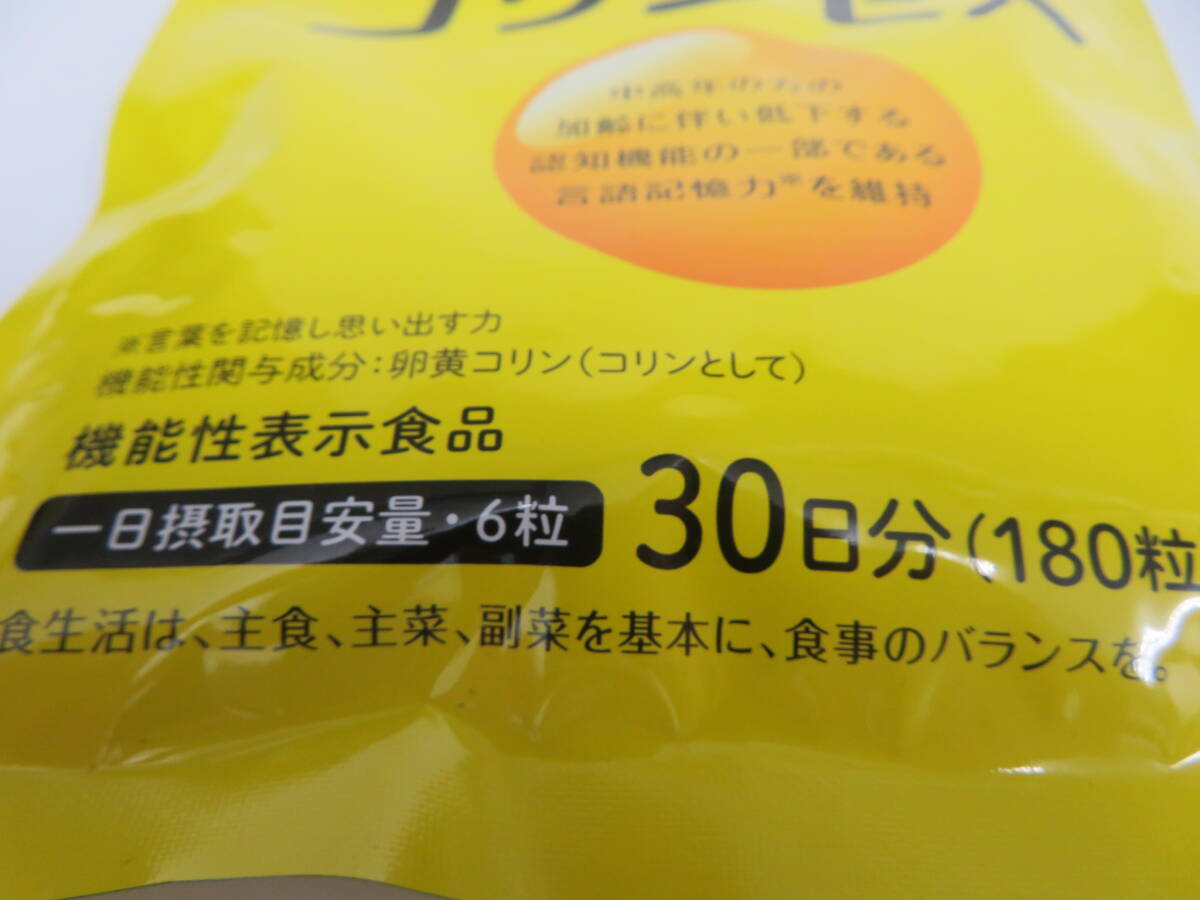 中高年の方の
加齢に伴い低下する
認知機能の一部である
言語記憶力※を維持
※言葉を記憶し思い出す力
機能性関与成分：卵黄コリン（コリンとして）
機能性表示食品
一日摂取目安量・6粒
30日分（180粒
食生活は、主食、主菜、副菜を基本に、食事のバランスを。